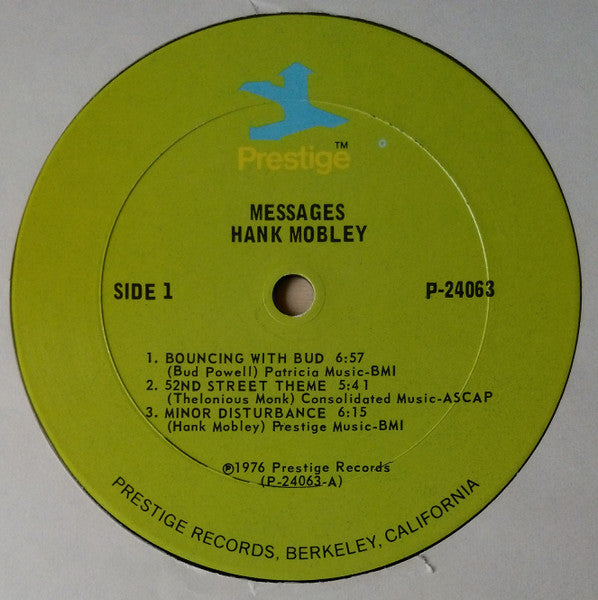 Prestige TM
MESSAGES
HANK MOBLEY
SIDE 1
P-24063
1. BOUNCING WITH BUD 6:57
(Bud Powell) Patricia Music-BMI
2. 52ND STREET THEME 5:41
(Thelonious Monk) Consolidated Music-ASCAP
3. MINOR DISTURBANCE 6:15
(Hank Mobley) Prestige Music-BMI
℗1976 Prestige Records
(P-24063-A)
PRESTIGE RECORDS, BERKELEY, CALIFORNIA